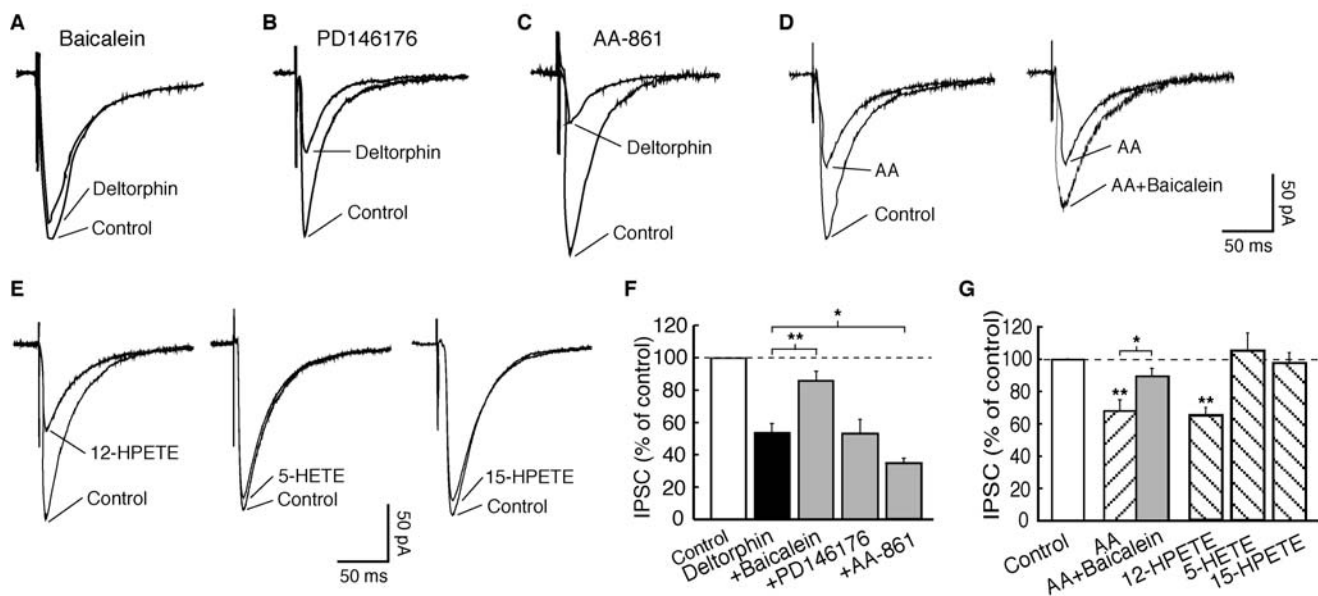 A
Baicalein
Deltorphin
Control
B
PD146176
Deltorphin
Control
C
AA-861
Deltorphin
Control
D
AA
Control
AA
AA+Baicalein
50 pA
50 ms
E
12-HPETE
Control
5-HETE
Control
15-HPETE
Control
50 pA
50 ms
F
IPSC (% of control)
120
100
80
60
40
20
0
**
*
Control
Deltorphin
+Baicalein
+PD146176
+AA-861
G
IPSC (% of control)
120
100
80
60
40
20
0
**
*
**
Control
AA
AA+Baicalein
12-HPETE
5-HETE
15-HPETE